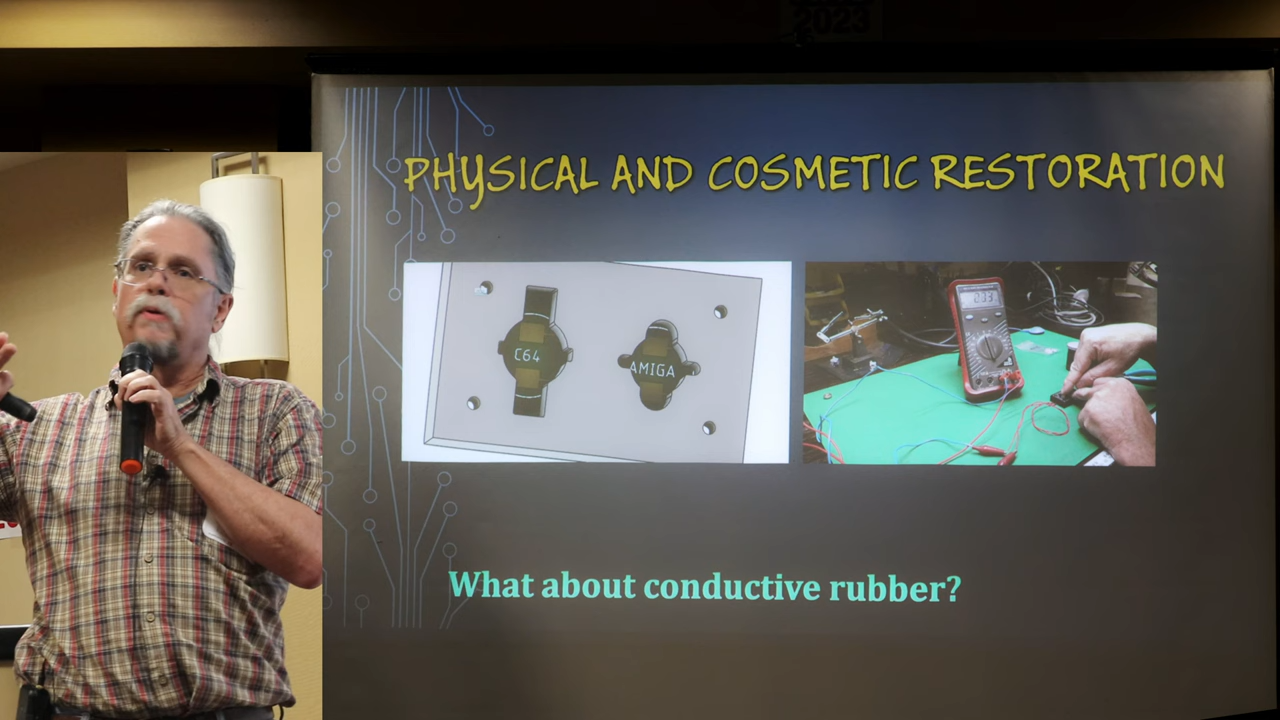 2023
PHYSICAL AND COSMETIC RESTORATION
C64
AMIGA
What about conductive rubber?